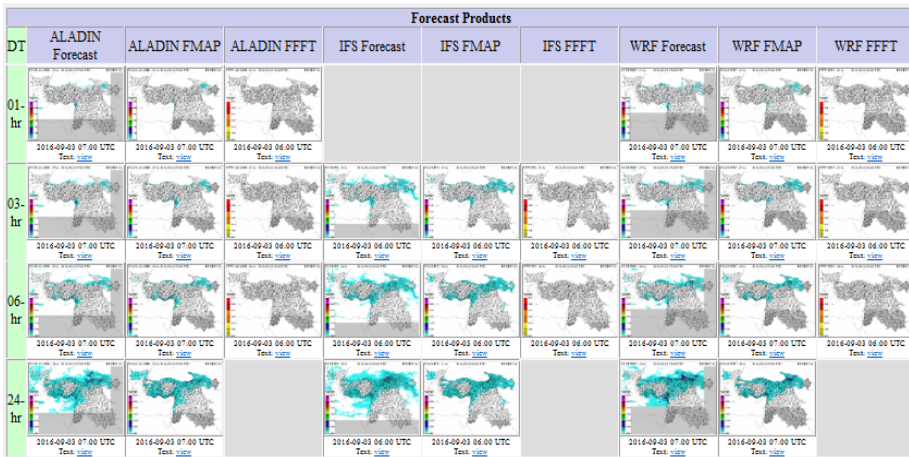 Forecast Products
DT
ALADIN Forecast
ALADIN FMAP
ALADIN FFFT
IFS Forecast
IFS FMAP
IFS FFFT
WRF Forecast
WRF FMAP
WRF FFFT
01-
hr
2016-09-03 07.00 UTC
Text: view
2016-09-03 07.00 UTC
Text: view
2016-09-03 06.00 UTC
Text: view
2016-09-03 07.00 UTC
Text: view
2016-09-03 07.00 UTC
Text: view
2016-09-03 06.00 UTC
Text: view
03-
hr
2016-09-03 07.00 UTC
Text: view
2016-09-03 07.00 UTC
Text: view
2016-09-03 06.00 UTC
Text: view
2016-09-03 06.00 UTC
Text: view
2016-09-03 06.00 UTC
Text: view
2016-09-03 06.00 UTC
Text: view
2016-09-03 07.00 UTC
Text: view
2016-09-03 07.00 UTC
Text: view
2016-09-03 06.00 UTC
Text: view
06-
hr
2016-09-03 07.00 UTC
Text: view
2016-09-03 07.00 UTC
Text: view
2016-09-03 06.00 UTC
Text: view
2016-09-03 06.00 UTC
Text: view
2016-09-03 06.00 UTC
Text: view
2016-09-03 06.00 UTC
Text: view
2016-09-03 07.00 UTC
Text: view
2016-09-03 07.00 UTC
Text: view
2016-09-03 06.00 UTC
Text: view
24-
hr
2016-09-03 07.00 UTC
Text: view
2016-09-03 07.00 UTC
Text: view
2016-09-03 06.00 UTC
Text: view
2016-09-03 06.00 UTC
Text: view
2016-09-03 07.00 UTC
Text: view
2016-09-03 07.00 UTC
Text: view